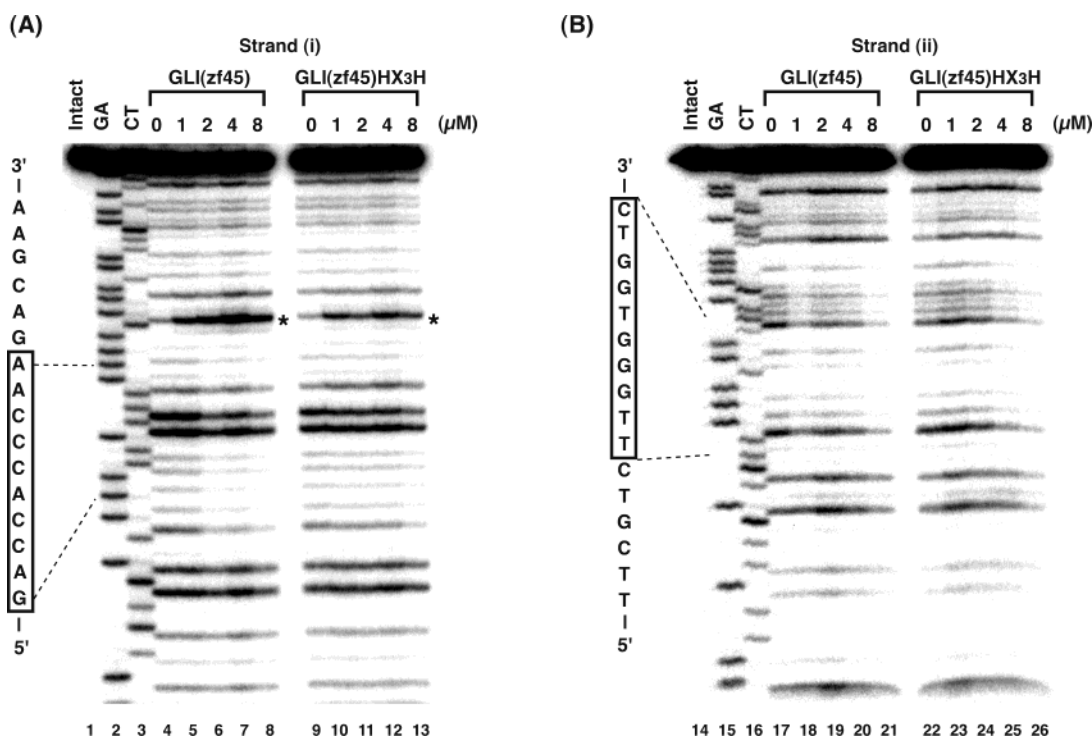 (A)
Strand (i)
GLI(zf45) GLI(zf45)HX3H
Intact GA CT 0 1 2 4 8 0 1 2 4 8 (µM)
3'
A
A
G
C
A
G
A
A
C
C
C
A
C
C
A
G
5'
*
*
1 2 3 4 5 6 7 8 9 10 11 12 13
(B)
Strand (ii)
GLI(zf45) GLI(zf45)HX3H
Intact GA CT 0 1 2 4 8 0 1 2 4 8 (µM)
3'
C
T
G
G
T
G
G
G
T
T
C
T
G
C
T
T
5'
14 15 16 17 18 19 20 21 22 23 24 25 26